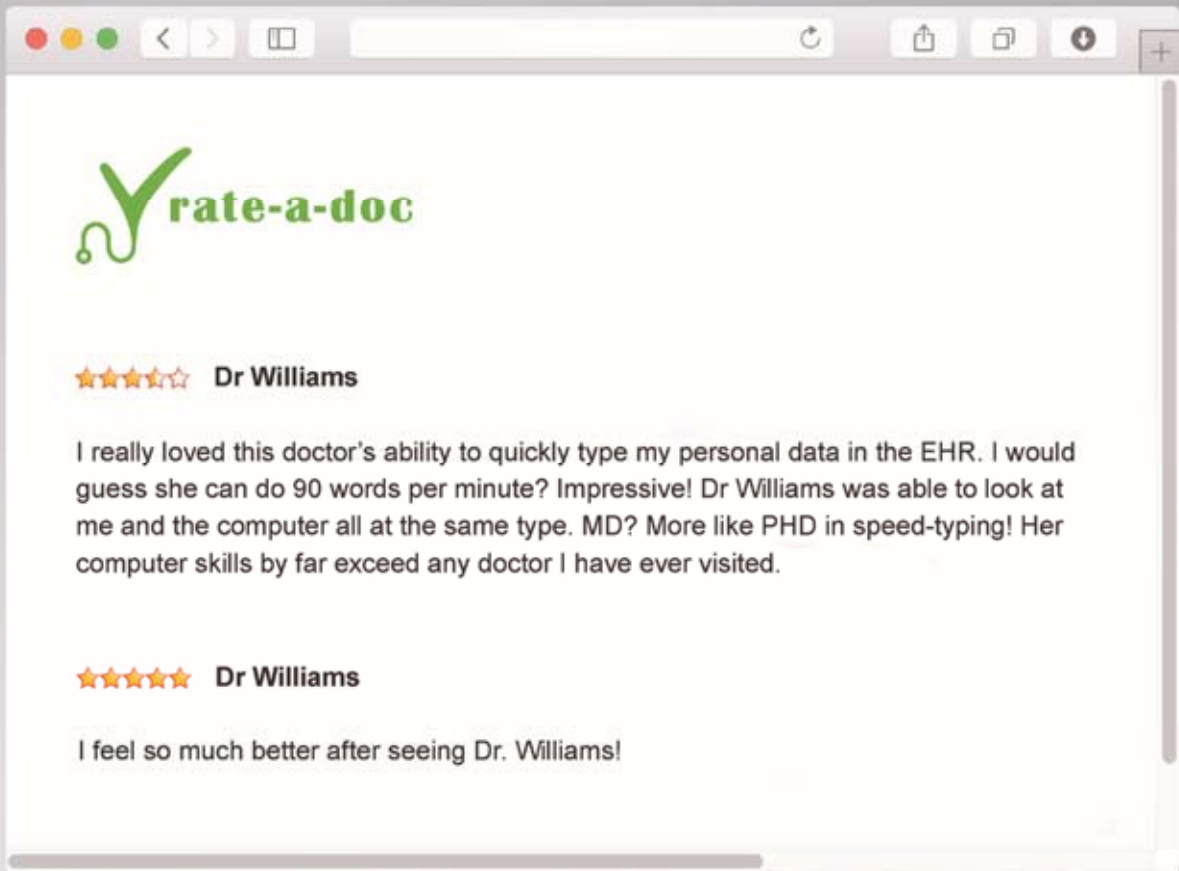 rate-a-doc
Dr Williams
I really loved this doctor's ability to quickly type my personal data in the EHR. I would
guess she can do 90 words per minute? Impressive! Dr Williams was able to look at
me and the computer all at the same type. MD? More like PHD in speed-typing! Her
computer skills by far exceed any doctor I have ever visited.
Dr Williams
I feel so much better after seeing Dr. Williams!